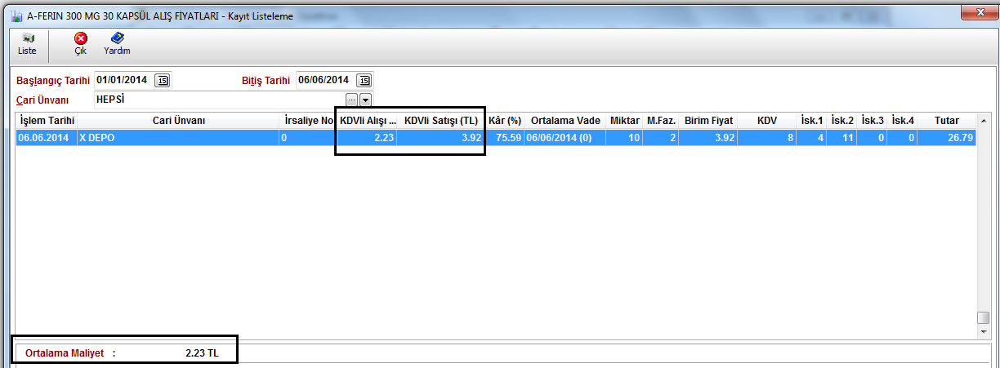 A-FERIN 300 MG 30 KAPSÜL ALIŞ FİYATLARI - Kayıt Listeleme
Liste Çık Yardım
Başlangıç Tarihi 01/01/2014 15 Bitiş Tarihi 06/06/2014 15
Cari Ünvanı HEPSİ ...
İşlem Tarihi Cari Ünvanı İrsaliye No KDVli Alışı ... KDVli Satışı (TL) Kâr (%) Ortalama Vade Miktar M.Faz. Birim Fiyat KDV İsk.1 İsk.2 İsk.3 İsk.4 Tutar
06.06.2014 X DEPO 0 2.23 3.92 75.59 06/06/2014 (0) 10 2 3.92 8 4 11 0 0 26.79
Ortalama Maliyet : 2.23 TL